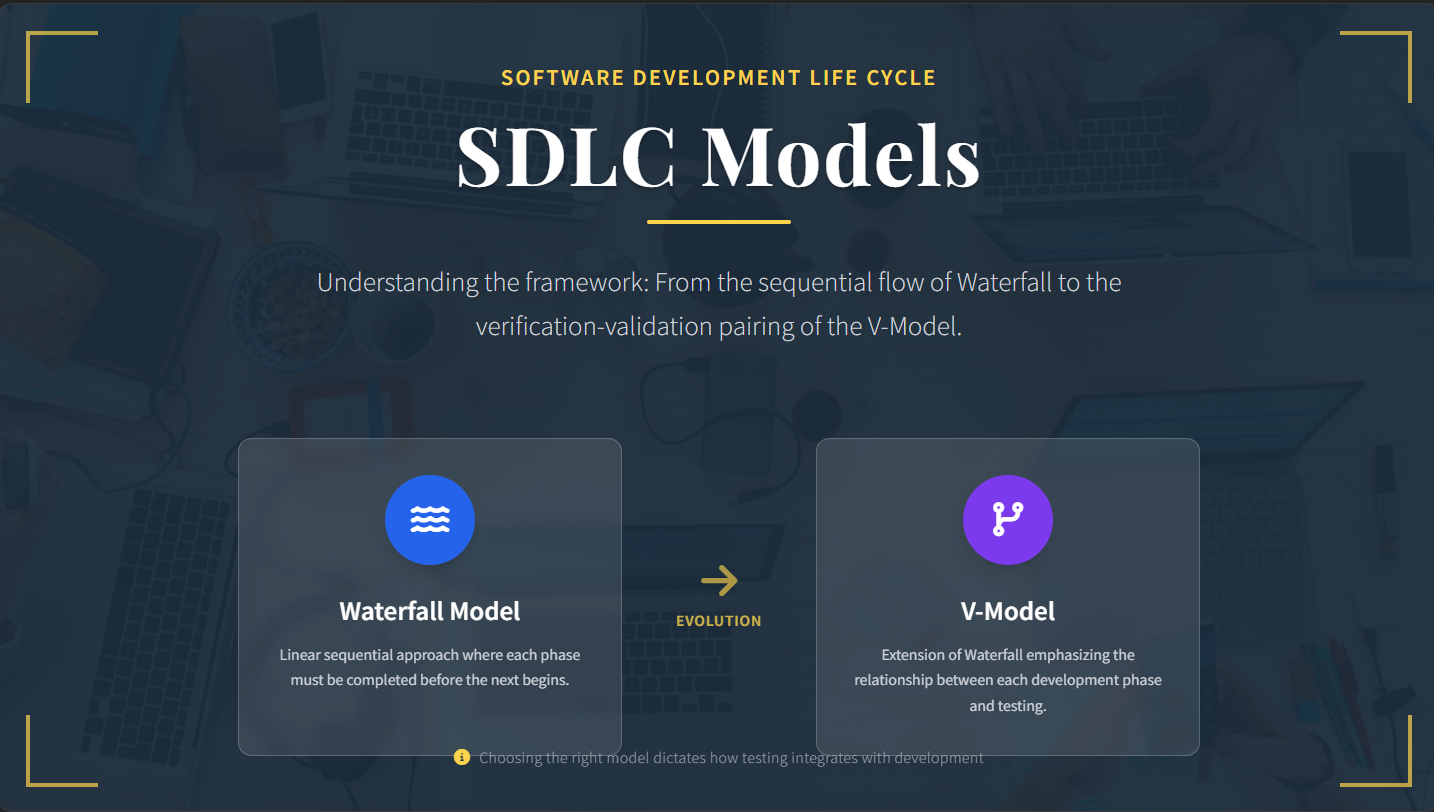 SOFTWARE DEVELOPMENT LIFE CYCLE
SDLC Models
Understanding the framework: From the sequential flow of Waterfall to the
verification-validation pairing of the V-Model.
Waterfall Model
Linear sequential approach where each phase
must be completed before the next begins.
EVOLUTION
V-Model
Extension of Waterfall emphasizing the
relationship between each development phase
and testing.
Choosing the right model dictates how testing integrates with development